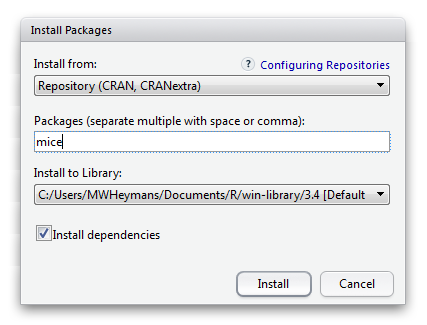 Install Packages
Install from:
? Configuring Repositories
Repository (CRAN, CRANextra)
Packages (separate multiple with space or comma):
mice
Install to Library:
C:/Users/MWHeymans/Documents/R/win-library/3.4 [Default
Install dependencies
Install
Cancel